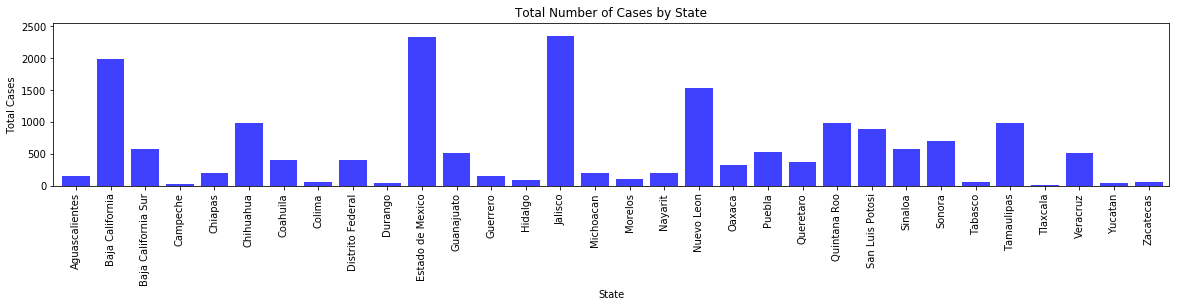 Total Number of Cases by State
2500
2000
1500
1000
500
0
Total Cases
Aguascalientes
Baja California
Baja California Sur
Campeche
Chiapas
Chihuahua
Coahuila
Colima
Distrito Federal
Durango
Estado de Mexico
Guanajuato
Guerrero
Hidalgo
Jalisco
Michoacan
Morelos
Nayarit
Nuevo Leon
Oaxaca
Puebla
Queretaro
Quintana Roo
San Luis Potosi
Sinaloa
Sonora
Tabasco
Tamaulipas
Tlaxcala
Veracruz
Yucatan
Zacatecas
State